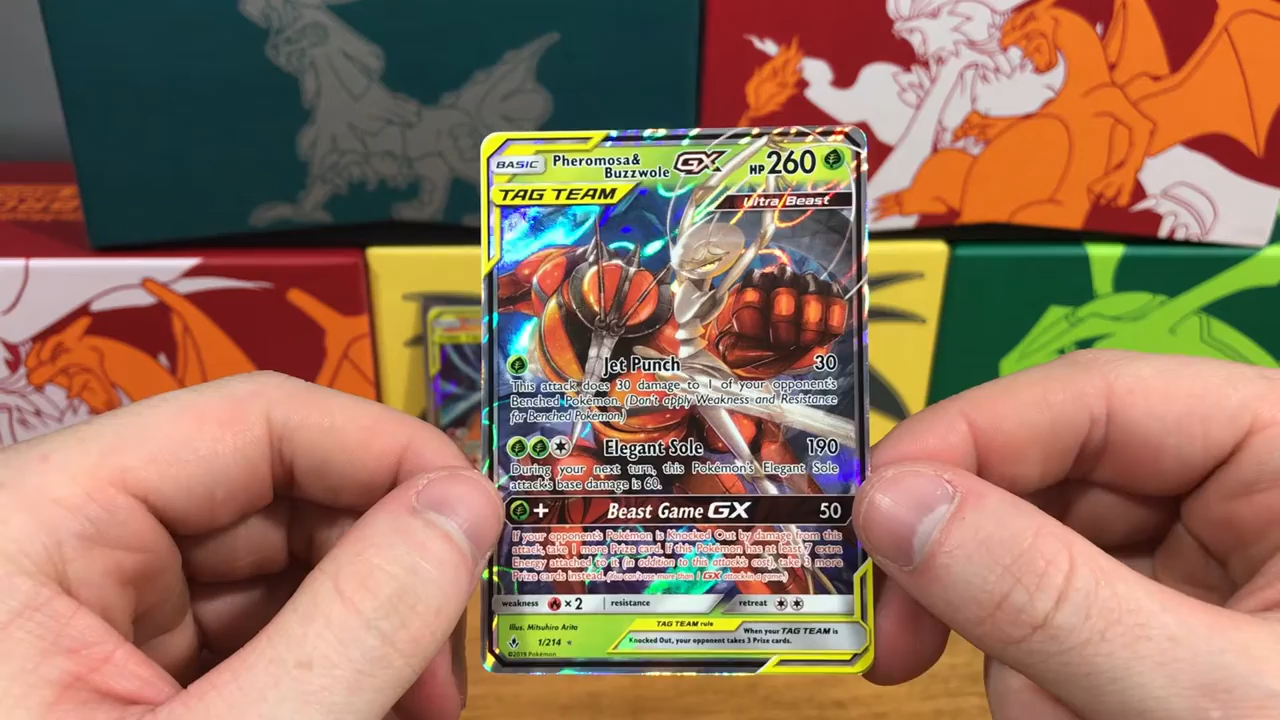 BASIC Pheromosa& Buzzwole GX HP260
TAG TEAM
Ultra Beast
Jet Punch 30
This attack does 30 damage to 1 of your opponent's
Benched Pokémon. (Don't apply Weakness and Resistance
for Benched Pokémon.)
Elegant Sole 190
During your next turn, this Pokémon's Elegant Sole
attack's base damage is 60.
+ Beast Game GX 50
If your opponent's Pokémon is Knocked Out by damage from this
attack, take 1 more Prize card. If this Pokémon has at least 7 extra
Energy attached to it (in addition to this attack's cost), take 3 more
Prize cards instead. (You can't use more than 1 GX attack in a game.)
weakness ×2 resistance retreat
Illus. Mitsuhiro Arita
1/214
©2019 Pokémon
TAG TEAM rule
When your TAG TEAM is
Knocked Out, your opponent takes 3 Prize cards.